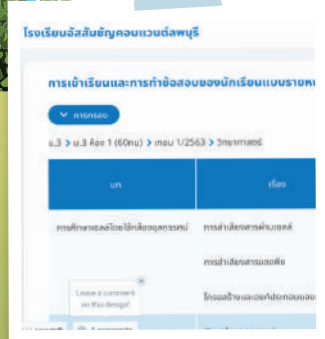 โรงเรียนอัสสัมชัญคอนแวนต์ลพบุรี
การเข้าเรียนและการทำข้อสอบของนักเรียนแบบราย
การกรอง
ม.3 > ม.3 ห้อง 1 (60คน) > เทอม 1/2563 > วิทยาศาสตร์
บท
เรื่อง
การศึกษาเซลล์โดยใช้กล้องจุลทรรศน์
การลำเลียงสารผ่านเซลล์
การลำเลียงสารของพืช
โครงสร้างและองค์ประกอบของ
Leave a comment
on this design!